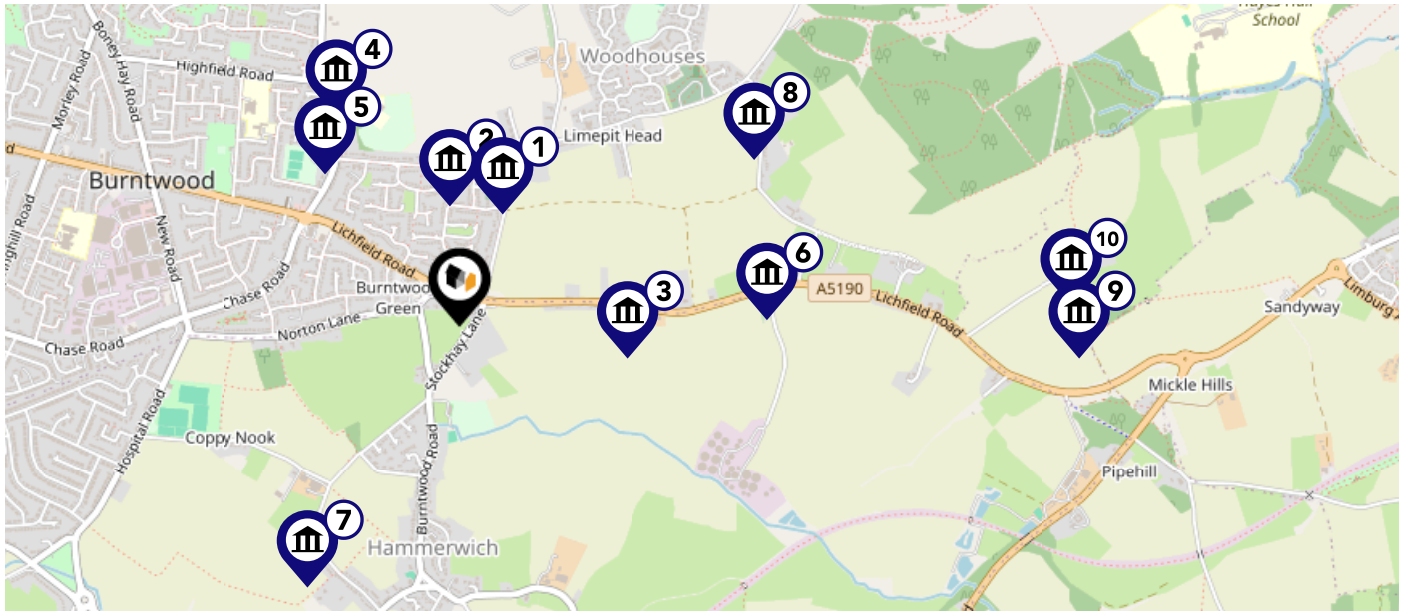 Hayes Hall
School
Boney Hay Road
Morley Road
Highfield Road
4
5
Woodhouses
Limepit Head
8
2
1
Burntwood
New Road
Lichfield Road
Chase Road
Burntwood
Green
Norton Lane
Chase Road
Stockhay Lane
3
6
A5190
Lichfield Road
10
9
Sandyway
Limburg
Mickle Hills
Hospital Road
Coppy Nook
Burntwood Road
Pipehill
7
Hammerwich